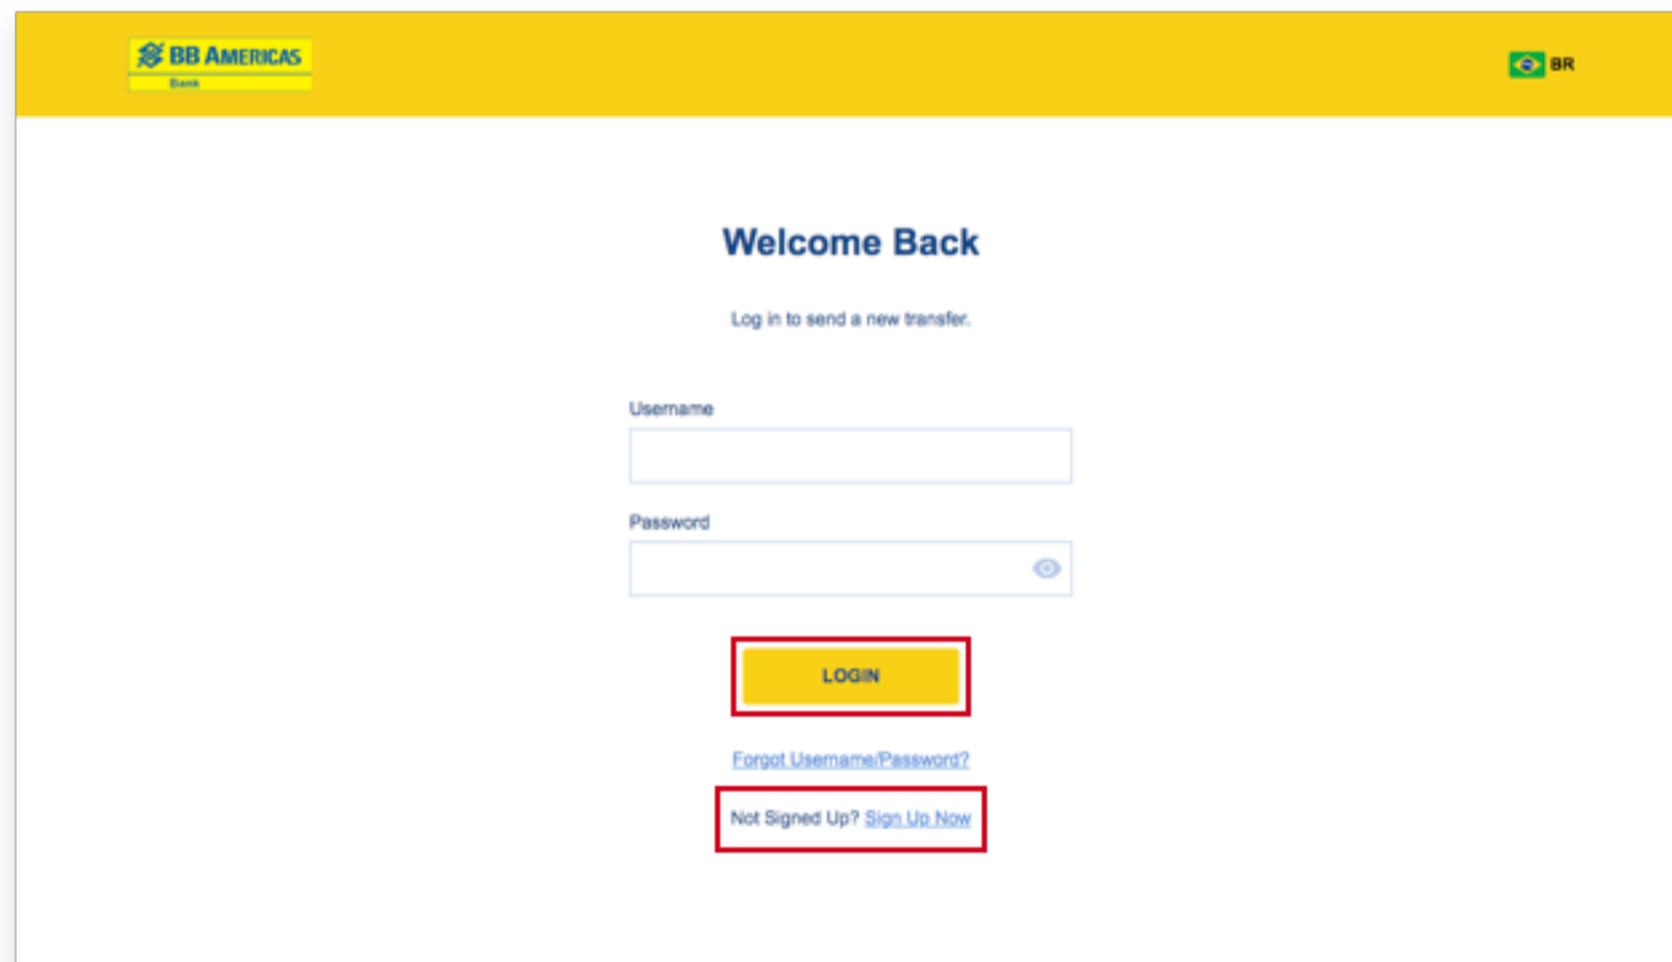 BB AMERICAS
Bank
BR
Welcome Back
Log in to send a new transfer.
Username
Password
LOGIN
Forgot Username/Password?
Not Signed Up? Sign Up Now